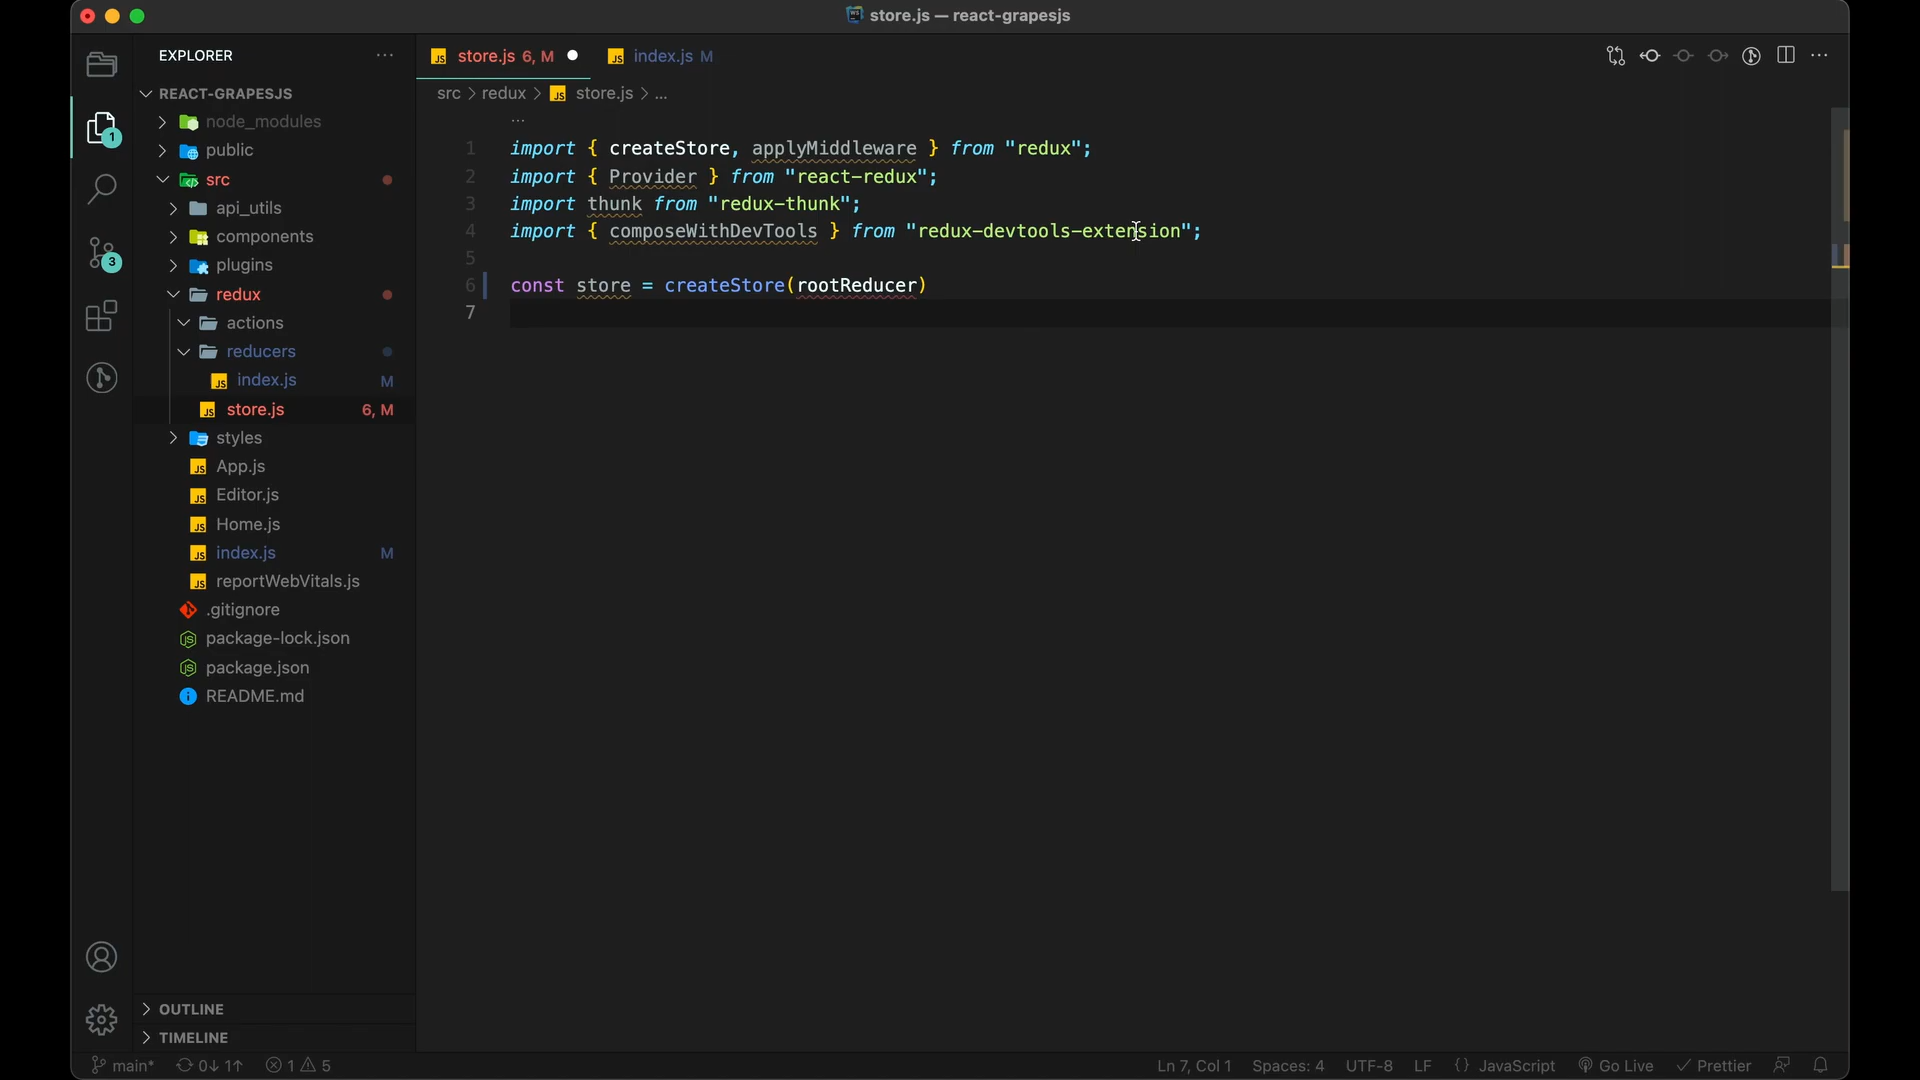 store.js — react-grapesjs
EXPLORER
...
REACT-GRAPESJS
node_modules
public
src
api_utils
components
plugins
redux
actions
reducers
index.js M
store.js 6, M
styles
App.js
Editor.js
Home.js
index.js M
reportWebVitals.js
.gitignore
package-lock.json
package.json
README.md
OUTLINE
TIMELINE
1
3
store.js 6, M
index.js M
src > redux > store.js > ...
...
1 import { createStore, applyMiddleware } from "redux";
2 import { Provider } from "react-redux";
3 import thunk from "redux-thunk";
4 import { composeWithDevTools } from "redux-devtools-extension";
5
6 const store = createStore(rootReducer)
7
main* 0↓ 1↑ 1 5
Ln 7, Col 1 Spaces: 4 UTF-8 LF {} JavaScript Go Live Prettier